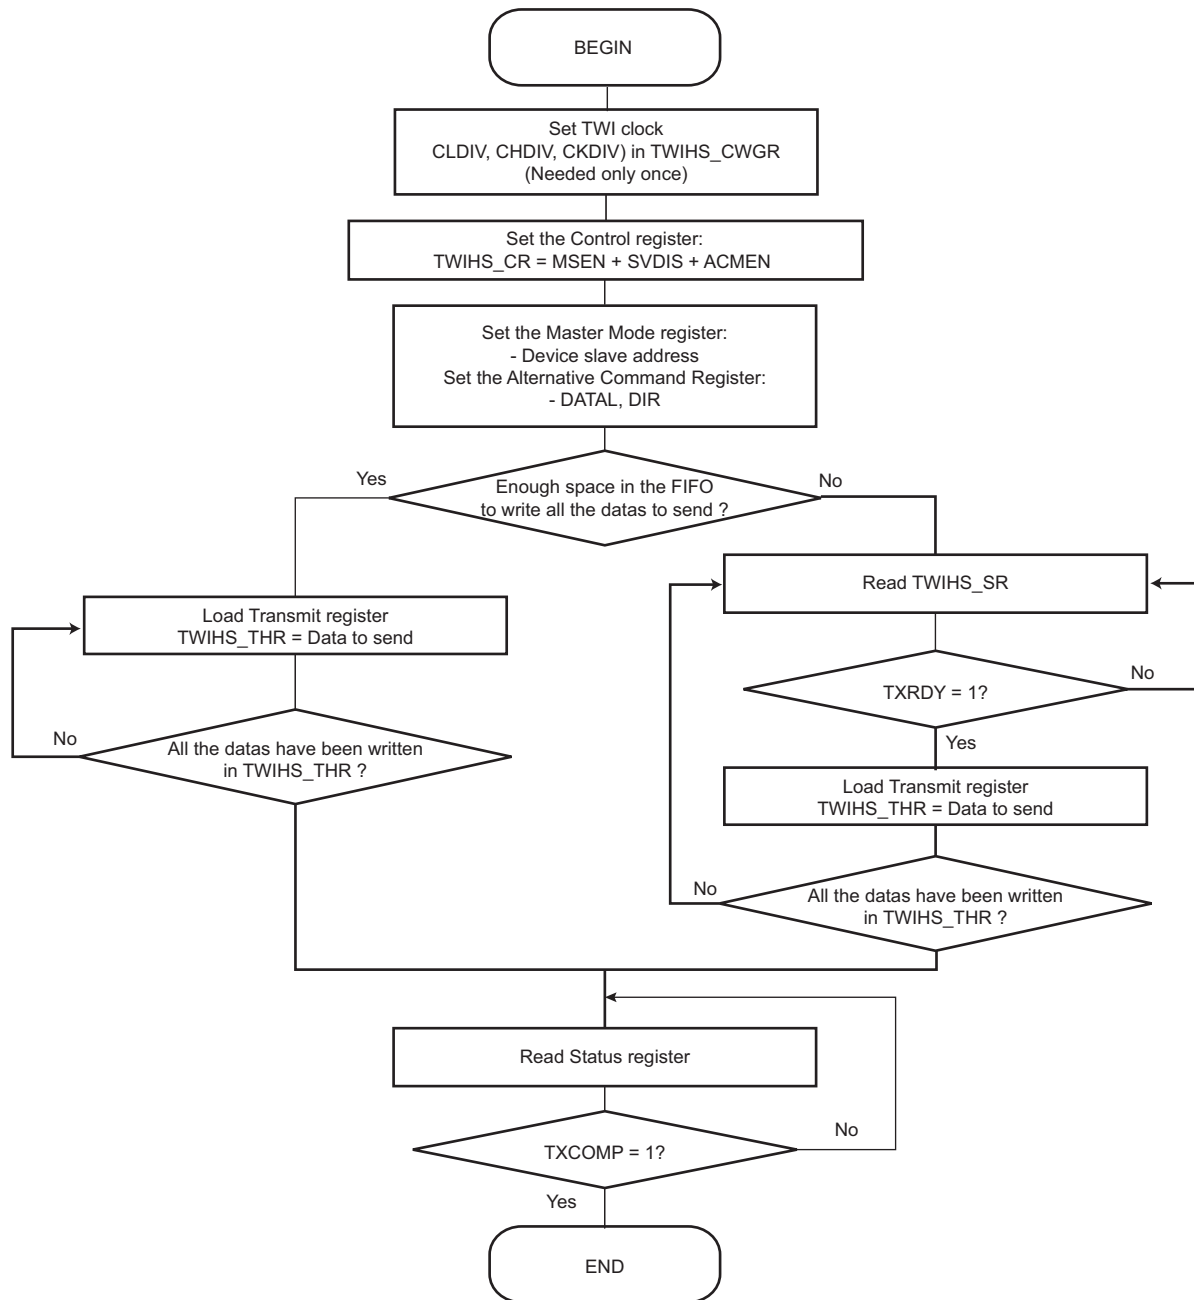 BEGIN
Set TWI clock
CLDIV, CHDIV, CKDIV) in TWIHS_CWGR
(Needed only once)
Set the Control register:
TWIHS_CR = MSEN + SVDIS + ACMEN
Set the Master Mode register:
- Device slave address
Set the Alternative Command Register:
- DATAL, DIR
Yes
Enough space in the FIFO
to write all the datas to send ?
No
Load Transmit register
TWIHS_THR = Data to send
No
All the datas have been written
in TWIHS_THR ?
Read TWIHS_SR
TXRDY = 1?
No
Yes
Load Transmit register
TWIHS_THR = Data to send
No
All the datas have been written
in TWIHS_THR ?
Read Status register
TXCOMP = 1?
No
Yes
END